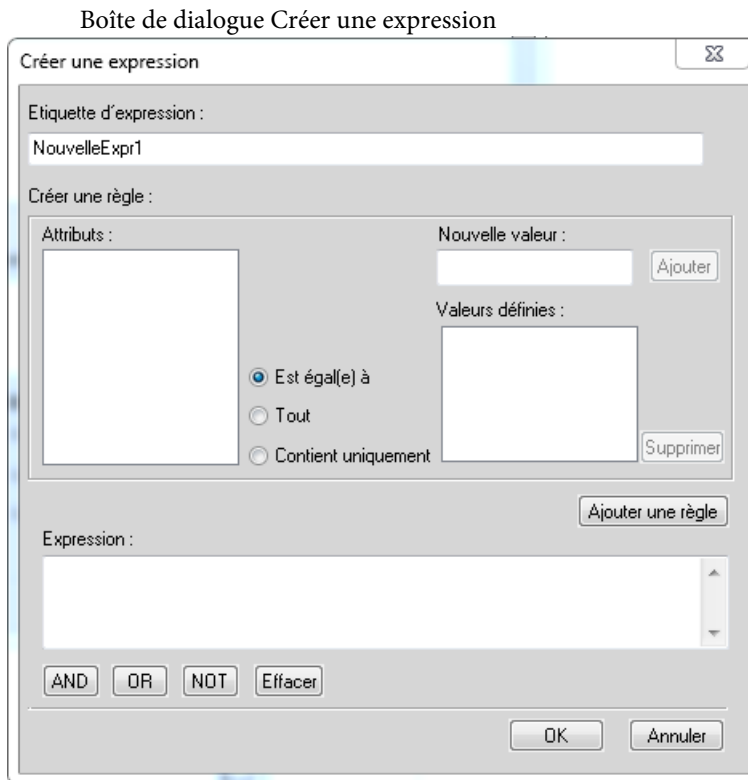 Boîte de dialogue Créer une expression
Créer une expression
Etiquette d'expression :
NouvelleExpr1
Créer une règle :
Attributs :
Nouvelle valeur :
Ajouter
Valeurs définies :
Est égal(e) à
Tout
Contient uniquement
Supprimer
Ajouter une règle
Expression :
AND OR NOT Effacer
OK Annuler